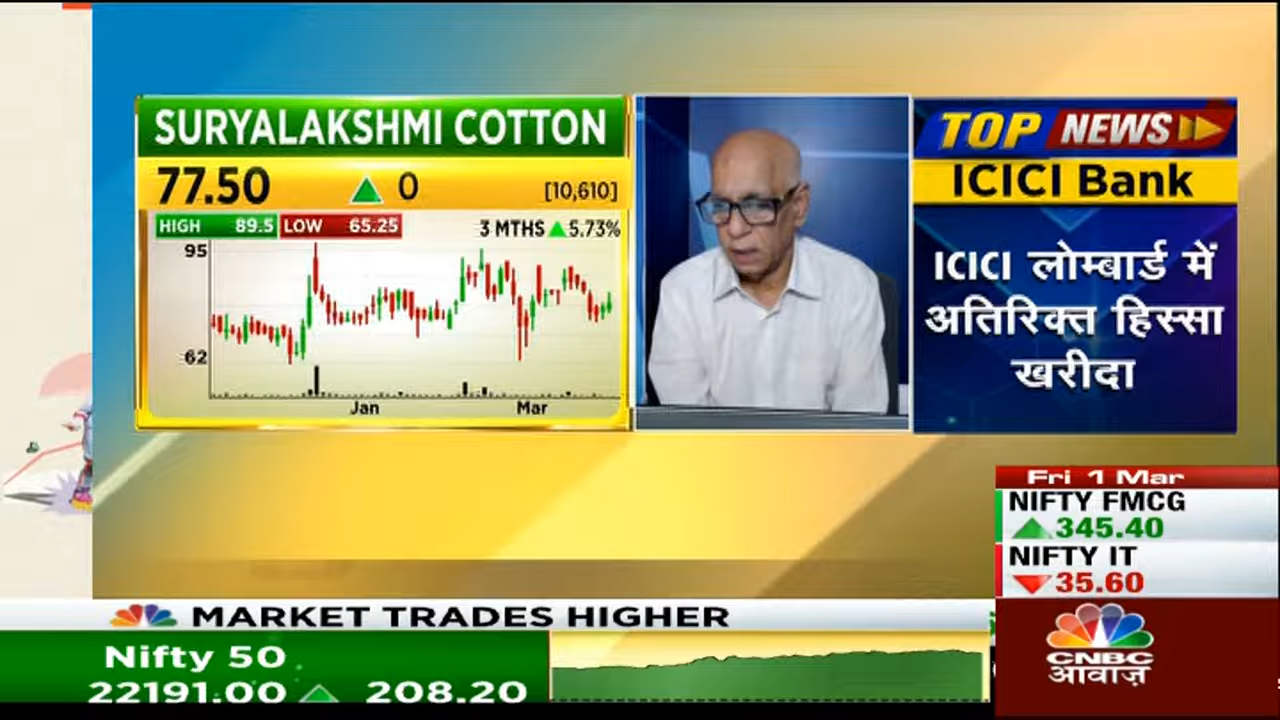 SURYALAKSHMI COTTON
77.50 0 [10,610]
HIGH 89.5 LOW 65.25 3 MTHS 5.73%
95
62
Jan Mar
TOP NEWS
ICICI Bank
ICICI लोम्बार्ड में
अतिरिक्त हिस्सा
खरीदा
Fri 1 Mar
NIFTY FMCG
345.40
NIFTY IT
35.60
MARKET TRADES HIGHER
Nifty 50
22191.00 208.20
CNBC
आवाज़